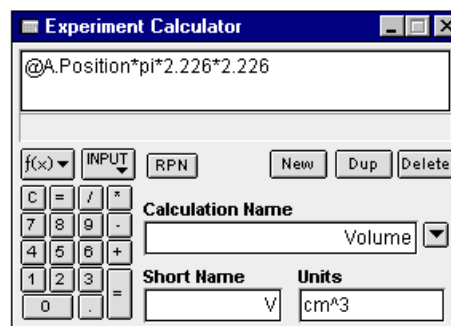 Experiment Calculator
@A.Position*pi*2.226*2.226
f(x) INPUT RPN New Dup Delete
C = / *
7 8 9 -
4 5 6 +
1 2 3 =
0 .
Calculation Name
Volume
Short Name Units
V cm^3